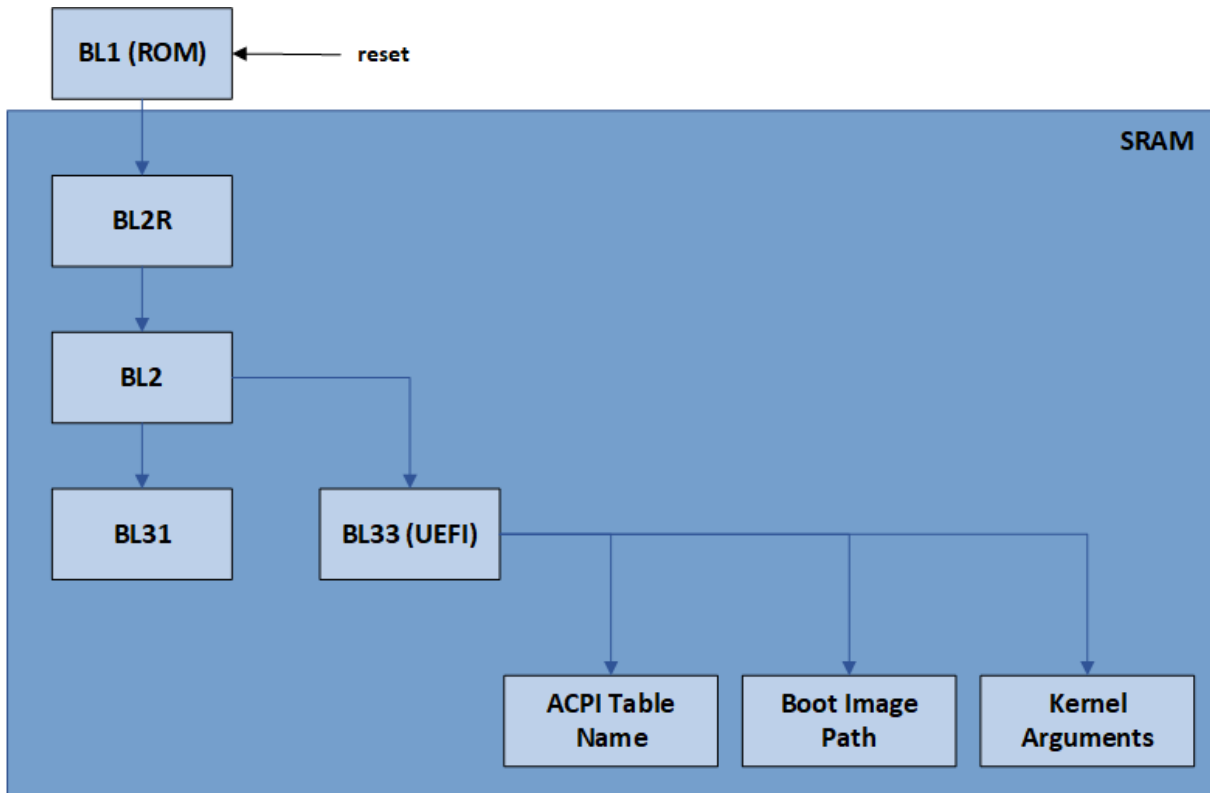 BL1 (ROM)
reset
SRAM
BL2R
BL2
BL31
BL33 (UEFI)
ACPI Table
Name
Boot Image
Path
Kernel
Arguments